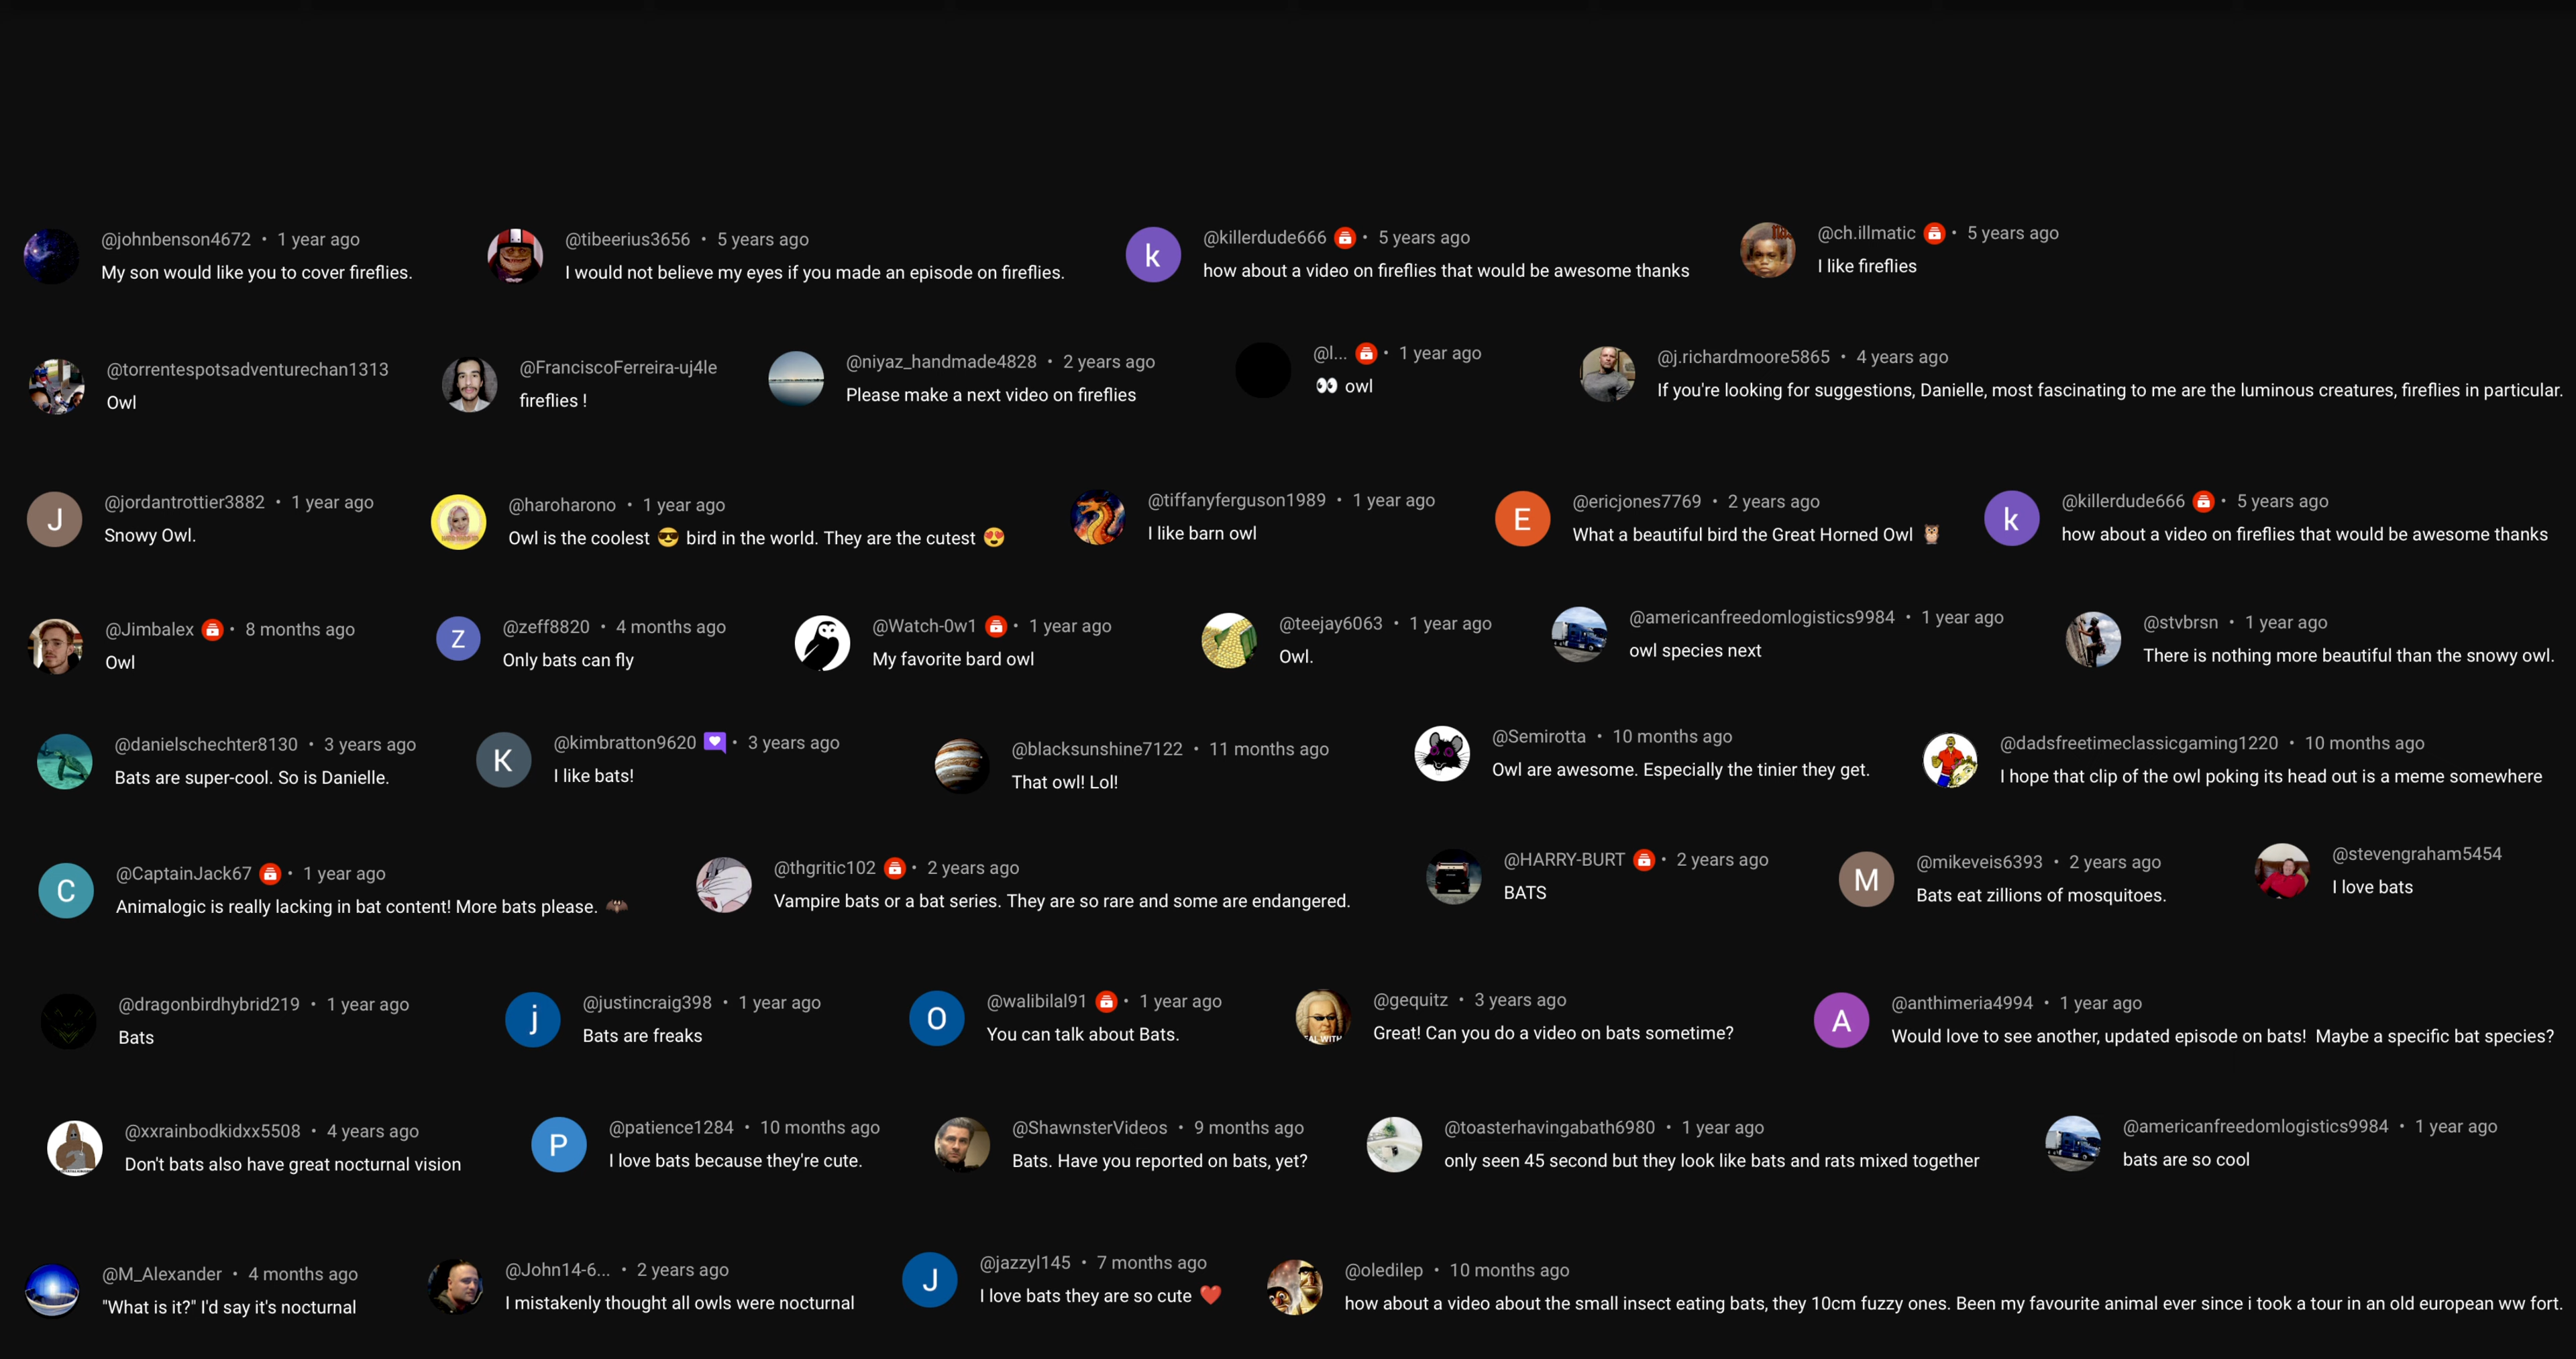 @johnbenson4672 • 1 year ago
My son would like you to cover fireflies.
@tibeerius3656 • 5 years ago
I would not believe my eyes if you made an episode on fireflies.
k
@killerdude666 • 5 years ago
how about a video on fireflies that would be awesome thanks
@ch.illmatic • 5 years ago
I like fireflies
@torrentespotsadventurechan1313
Owl
@FranciscoFerreira-uj4le
fireflies !
@niyaz_handmade4828 • 2 years ago
Please make a next video on fireflies
@l... • 1 year ago
👀 owl
@j.richardmoore5865 • 4 years ago
If you're looking for suggestions, Danielle, most fascinating to me are the luminous creatures, fireflies in particular.
J
@jordantrottier3882 • 1 year ago
Snowy Owl.
@haroharono • 1 year ago
Owl is the coolest 😎 bird in the world. They are the cutest 😍
@tiffanyferguson1989 • 1 year ago
I like barn owl
E
@ericjones7769 • 2 years ago
What a beautiful bird the Great Horned Owl 🦉
k
@killerdude666 • 5 years ago
how about a video on fireflies that would be awesome thanks
@Jimbalex • 8 months ago
Owl
Z
@zeff8820 • 4 months ago
Only bats can fly
@Watch-0w1 • 1 year ago
My favorite bard owl
@teejay6063 • 1 year ago
Owl.
@americanfreedomlogistics9984 • 1 year ago
owl species next
@stvbrsn • 1 year ago
There is nothing more beautiful than the snowy owl.
@danielschechter8130 • 3 years ago
Bats are super-cool. So is Danielle.
K
@kimbratton9620 • 3 years ago
I like bats!
@blacksunshine7122 • 11 months ago
That owl! Lol!
@Semirotta • 10 months ago
Owl are awesome. Especially the tinier they get.
@dadsfreetimeclassicgaming1220 • 10 months ago
I hope that clip of the owl poking its head out is a meme somewhere
C
@CaptainJack67 • 1 year ago
Animalogic is really lacking in bat content! More bats please. 🦇
@thgritic102 • 2 years ago
Vampire bats or a bat series. They are so rare and some are endangered.
@HARRY-BURT • 2 years ago
BATS
M
@mikeveis6393 • 2 years ago
Bats eat zillions of mosquitoes.
@stevengraham5454
I love bats
@dragonbirdhybrid219 • 1 year ago
Bats
j
@justincraig398 • 1 year ago
Bats are freaks
O
@walibilal91 • 1 year ago
You can talk about Bats.
@gequitz • 3 years ago
Great! Can you do a video on bats sometime?
A
@anthimeria4994 • 1 year ago
Would love to see another, updated episode on bats! Maybe a specific bat species?
@xxrainbodkidxx5508 • 4 years ago
Don't bats also have great nocturnal vision
P
@patience1284 • 10 months ago
I love bats because they're cute.
@ShawnsterVideos • 9 months ago
Bats. Have you reported on bats, yet?
@toasterhavingabath6980 • 1 year ago
only seen 45 second but they look like bats and rats mixed together
@americanfreedomlogistics9984 • 1 year ago
bats are so cool
@M_Alexander • 4 months ago
"What is it?" I'd say it's nocturnal
@John14-6... • 2 years ago
I mistakenly thought all owls were nocturnal
J
@jazzyl145 • 7 months ago
I love bats they are so cute ❤️
@oledilep • 10 months ago
how about a video about the small insect eating bats, they 10cm fuzzy ones. Been my favourite animal ever since i took a tour in an old european ww fort.